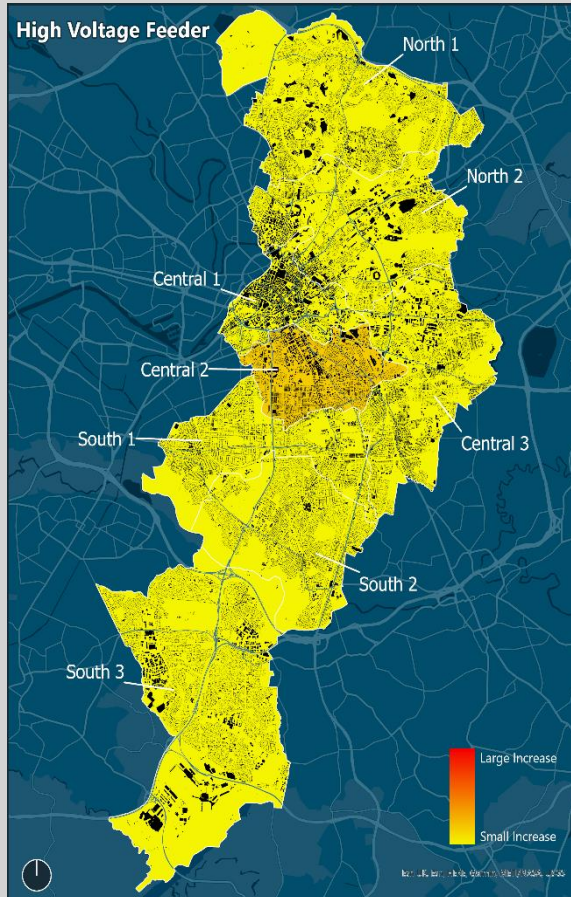 High Voltage Feeder
North 1
North 2
Central 1
Central 2
South 1
Central 3
South 2
South 3
Large Increase
Small Increase